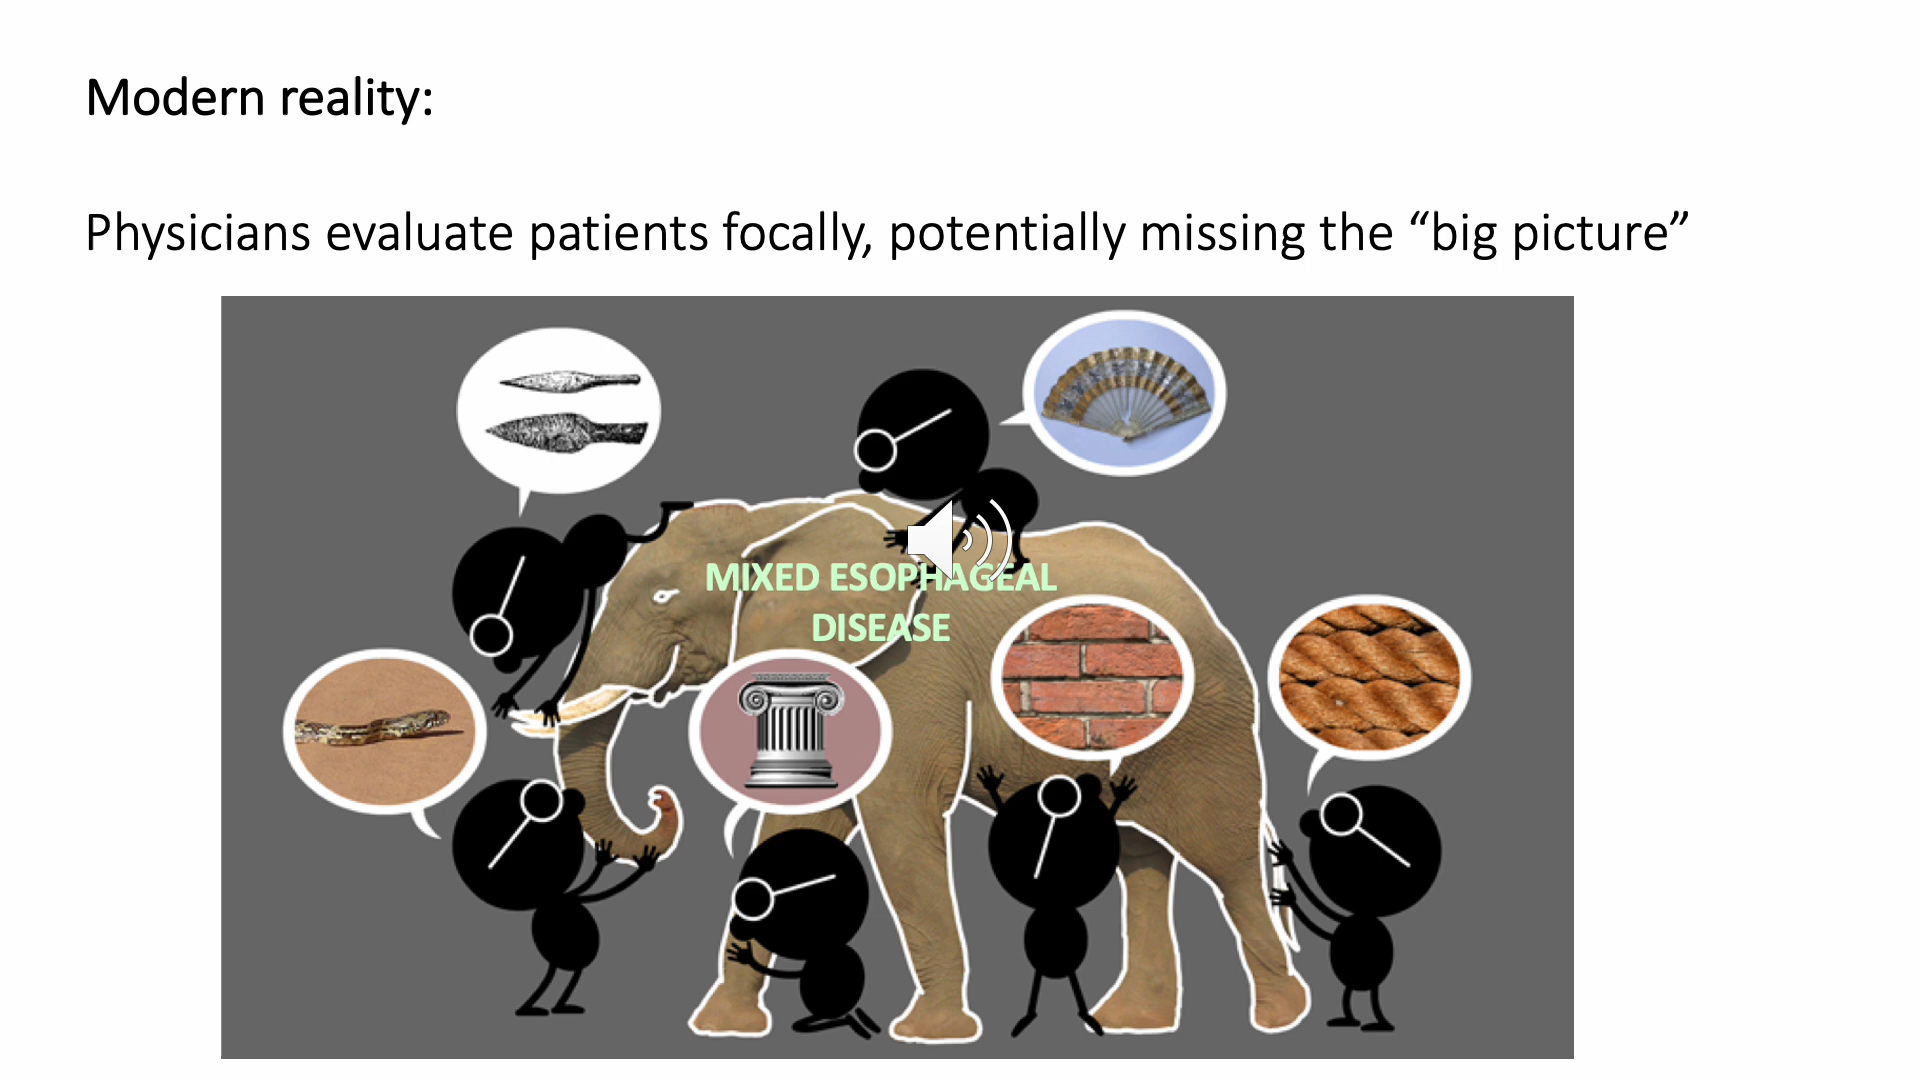 Modern reality:
Physicians evaluate patients focally, potentially missing the “big picture”
MIXED ESOPHAGEAL
DISEASE